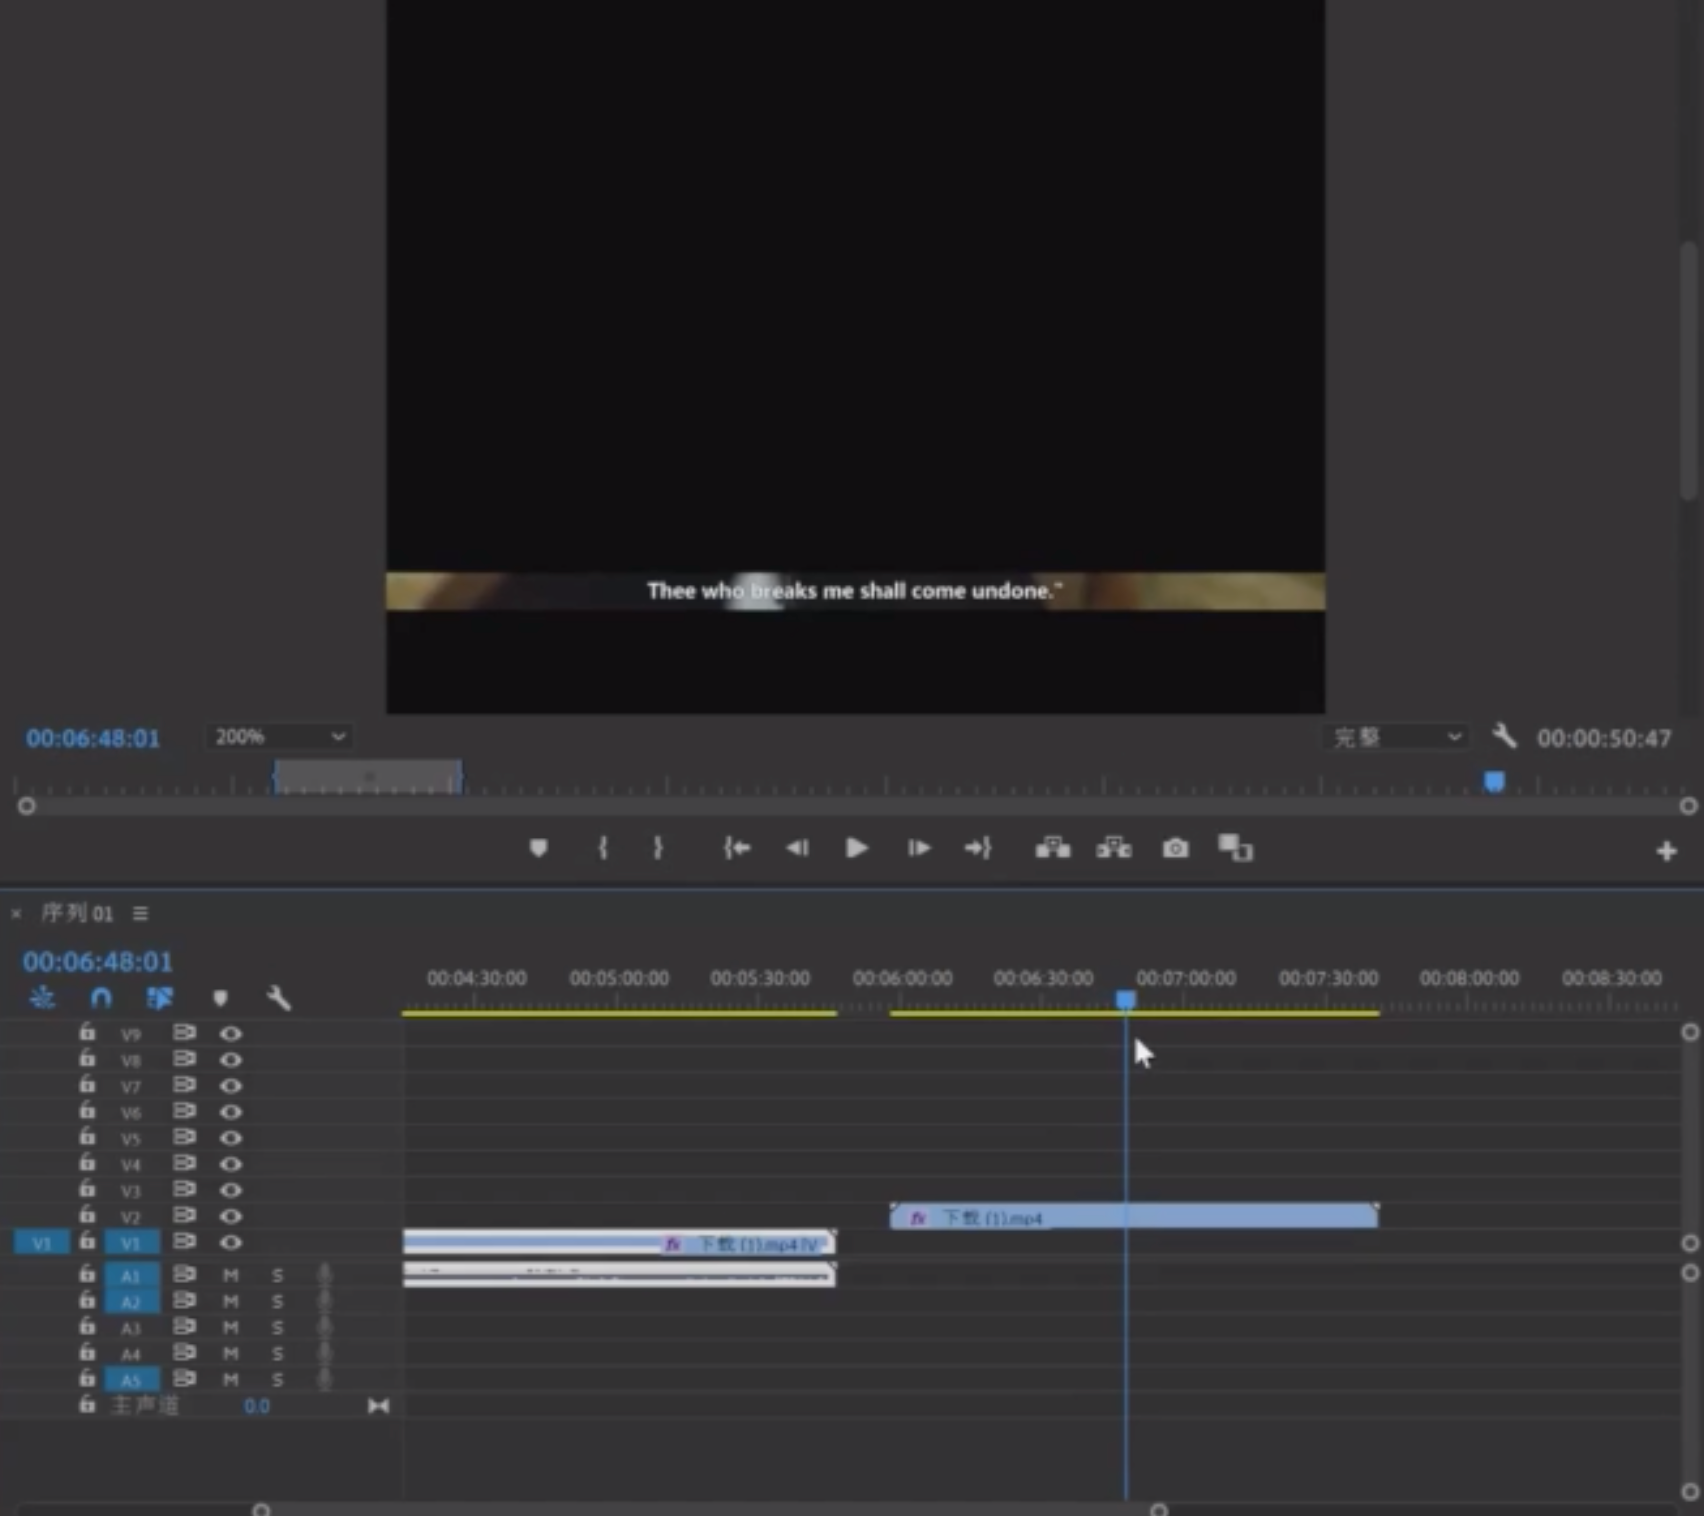 Thee who breaks me shall come undone."
00:06:48:01 200% 完整 00:00:50:47
× 序列 01
00:06:48:01
00:04:30:00 00:05:00:00 00:05:30:00 00:06:00:00 00:06:30:00 00:07:00:00 00:07:30:00 00:08:00:00 00:08:30:00
V9
V8
V7
V6
V5
V4
V3
V2 fx 下载 (1).mp4
V1 V1 fx 下载 (1).mp4 [V
A1 M S
A2 M S
A3 M S
A4 M S
A5 M S
主声道 0.0